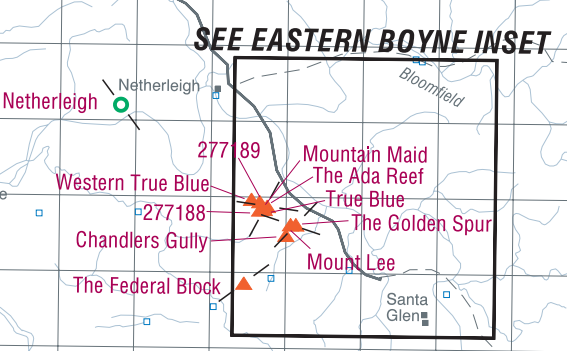 SEE EASTERN BOYNE INSET
Bloomfield
Netherleigh
Netherleigh
277189
Mountain Maid
The Ada Reef
Western True Blue
True Blue
277188
The Golden Spur
Chandlers Gully
Mount Lee
The Federal Block
Santa
Glen
e